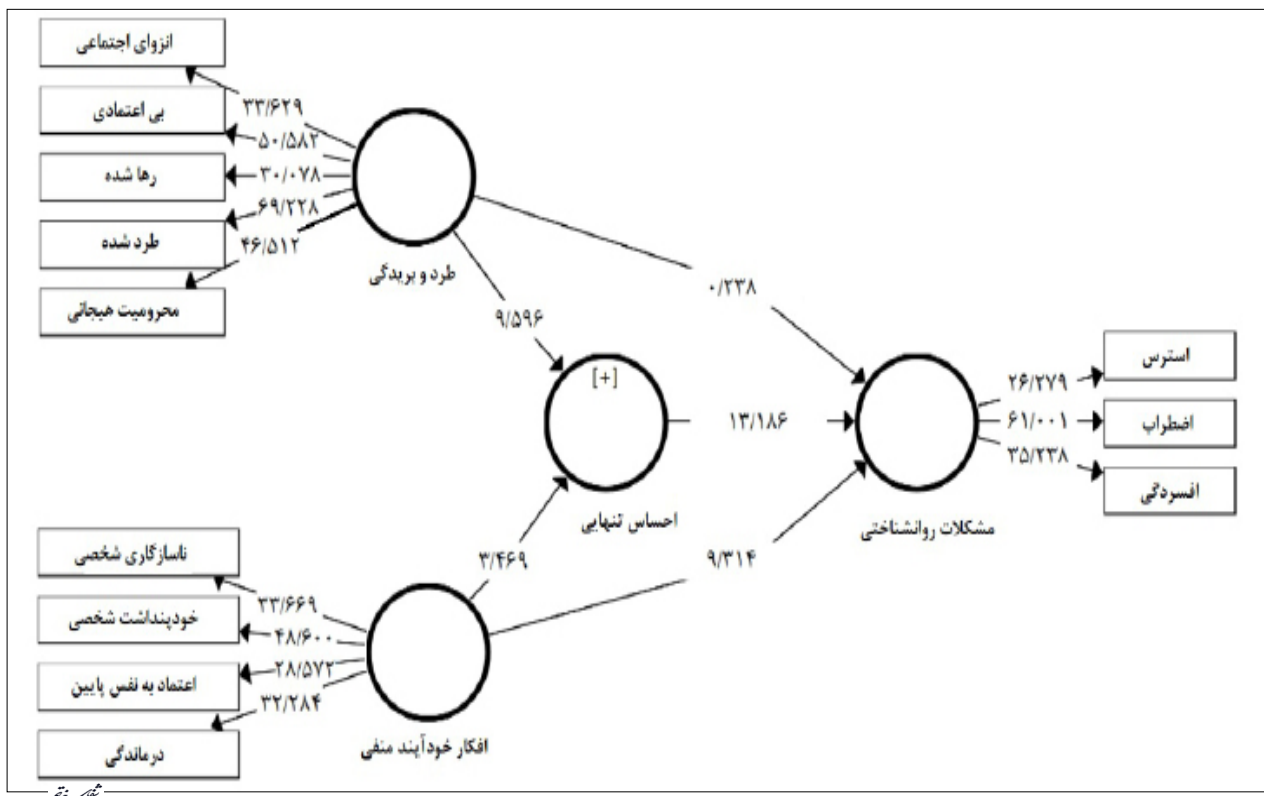 انزوای اجتماعی
بی اعتمادی
رها شده
طرد شده
محرومیت هیجانی
۳۳/۶۲۹
۵۰/۵۸۲
۳۰/۰۷۸
۶۹/۲۲۸
۴۶/۵۱۲
طرد و بریدگی
۰/۲۳۸
۹/۵۹۶
[+]
احساس تنهایی
۱۳/۱۸۶
۳/۴۶۹
۹/۳۱۴
مشکلات روانشناختی
۲۶/۲۷۹
۶۱/۰۰۱
۳۵/۲۳۸
استرس
اضطراب
افسردگی
ناسازگاری شخصی
خودپنداشت شخصی
اعتماد به نفس پایین
درماندگی
۳۳/۶۶۹
۴۸/۶۰۰
۲۸/۵۷۲
۳۲/۲۸۴
افکار خودآیند منفی